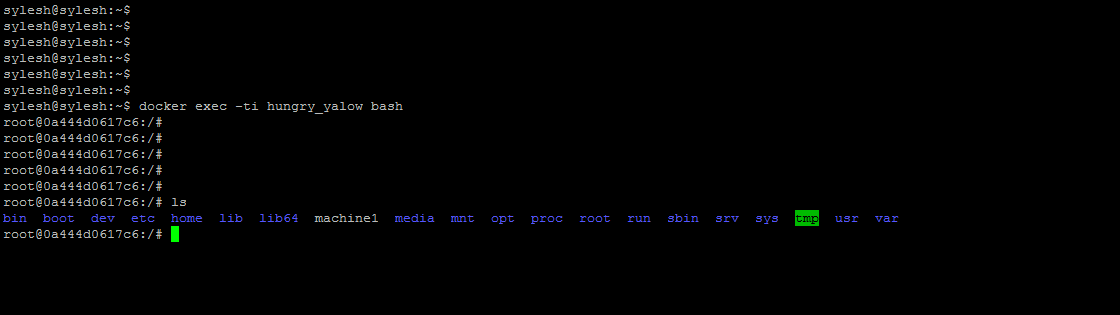 sylesh@sylesh:~$
sylesh@sylesh:~$
sylesh@sylesh:~$
sylesh@sylesh:~$
sylesh@sylesh:~$
sylesh@sylesh:~$
sylesh@sylesh:~$ docker exec -ti hungry_yalow bash
root@0a444d0617c6:/#
root@0a444d0617c6:/#
root@0a444d0617c6:/#
root@0a444d0617c6:/#
root@0a444d0617c6:/#
root@0a444d0617c6:/# ls
bin  boot  dev  etc  home  lib  lib64  machine1  media  mnt  opt  proc  root  run  sbin  srv  sys  tmp  usr  var
root@0a444d0617c6:/#